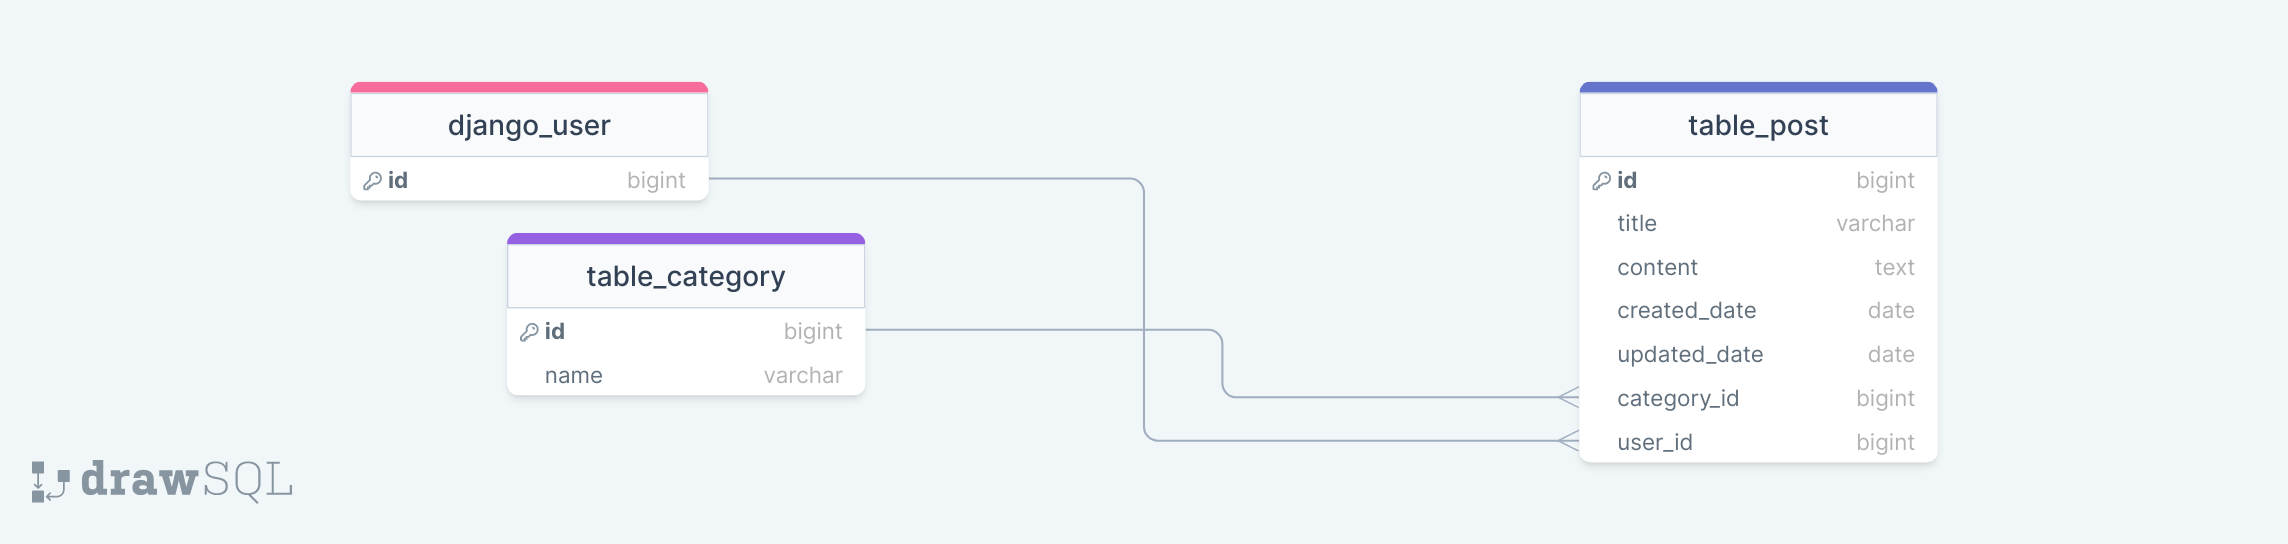 django_user
id bigint
table_category
id bigint
name varchar
table_post
id bigint
title varchar
content text
created_date date
updated_date date
category_id bigint
user_id bigint
drawSQL